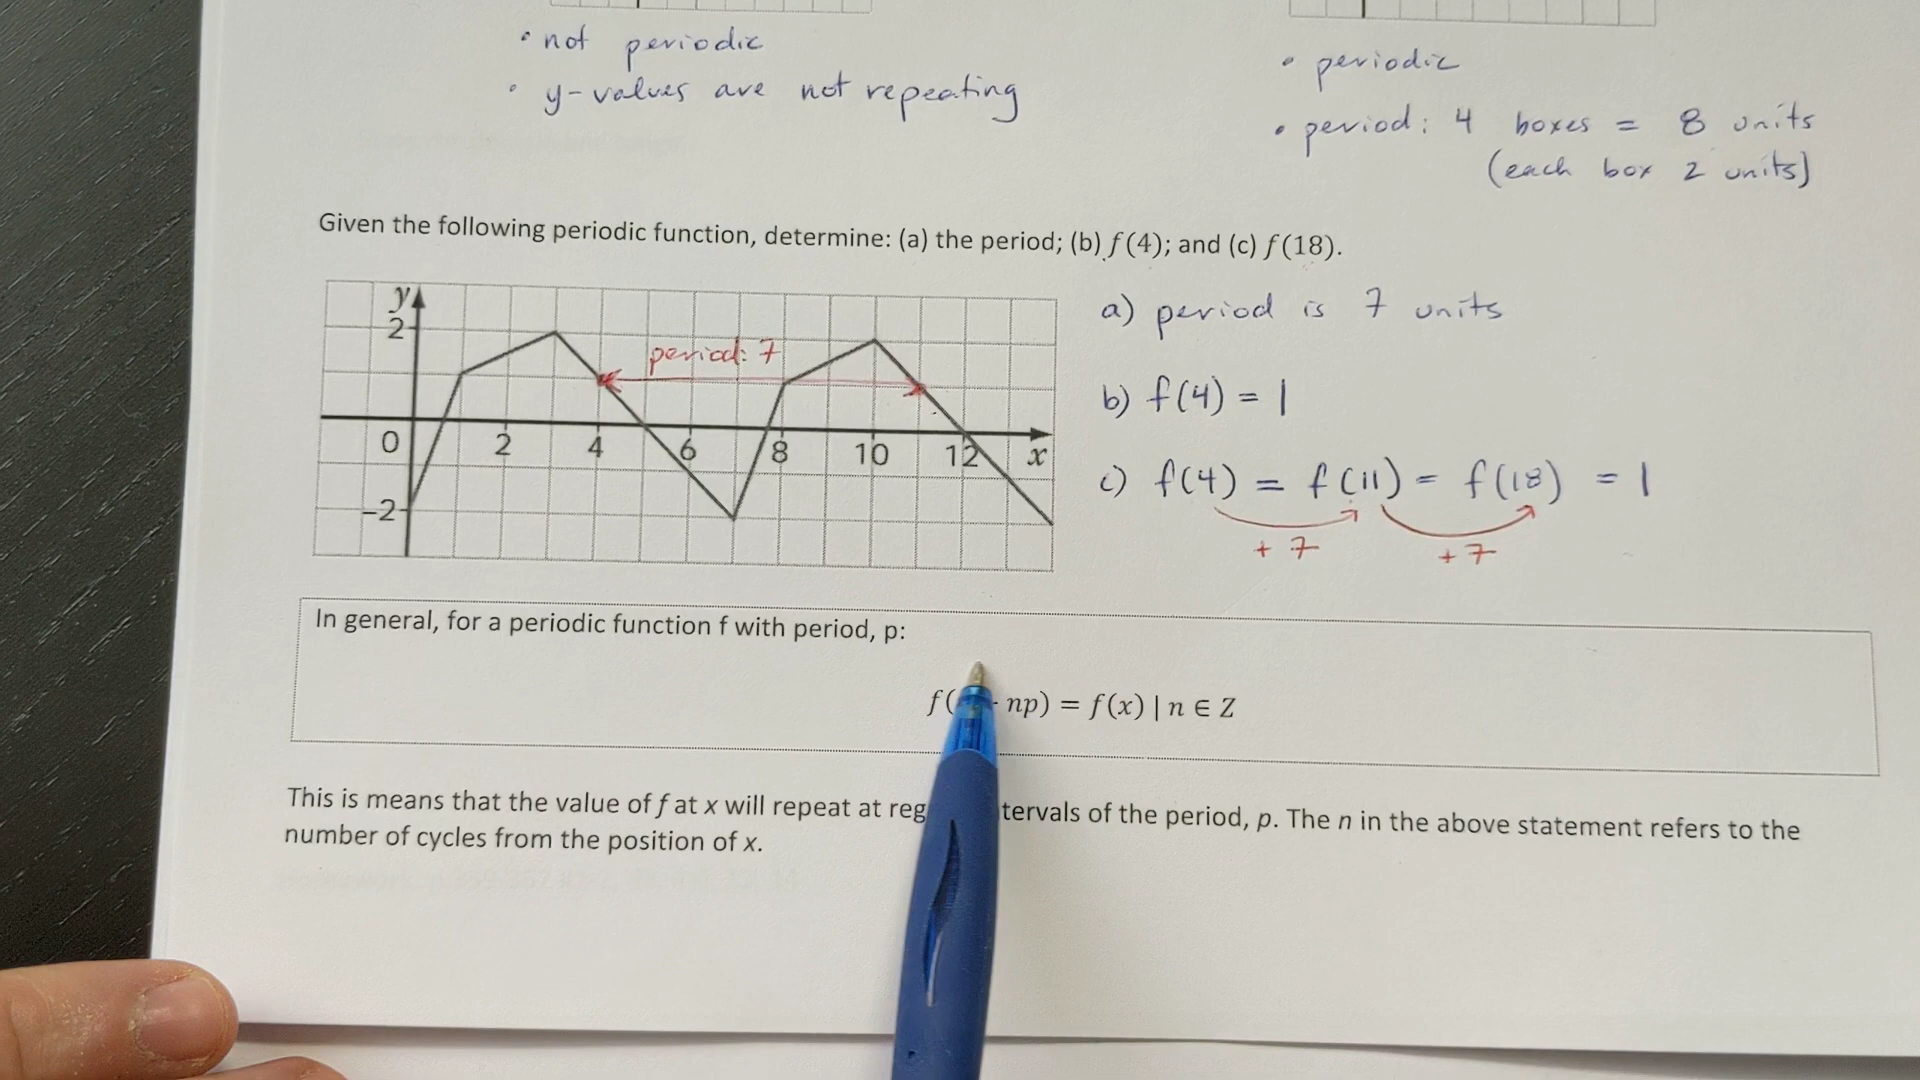 • not periodic
• y-values are not repeating
• periodic
• period: 4 boxes = 8 units
(each box 2 units)
Given the following periodic function, determine: (a) the period; (b) f(4); and (c) f(18).
y
2
period: 7
0 2 4 6 8 10 12 x
−2
a) period is 7 units
b) f(4) = 1
c) f(4) = f(11) = f(18) = 1
+ 7 + 7
In general, for a periodic function f with period, p:
f( np) = f(x) | n ∈ Z
This is means that the value of f at x will repeat at reg tervals of the period, p. The n in the above statement refers to the
number of cycles from the position of x.